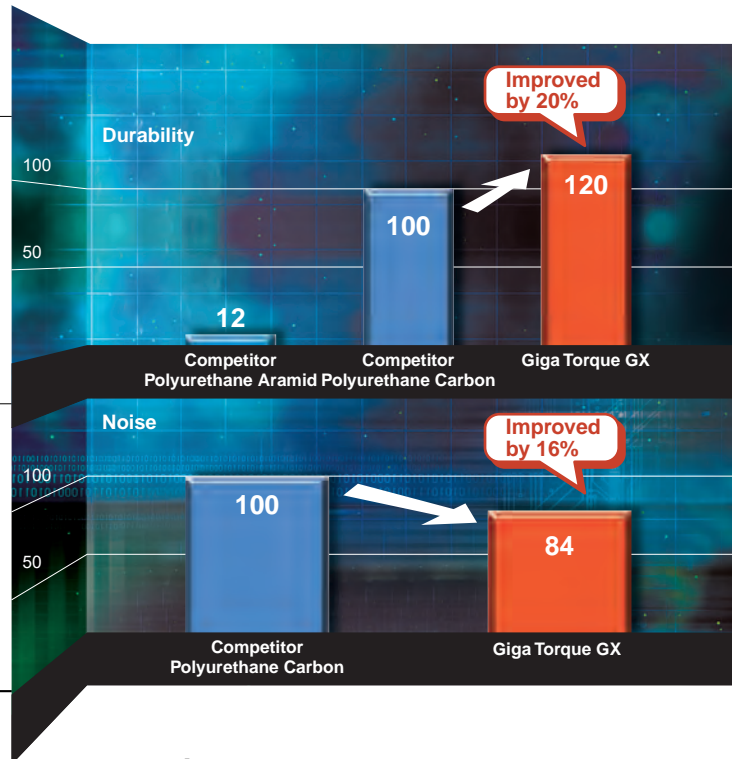 Improved
by 20%
Durability
100
120
100
50
12
Competitor
Polyurethane Aramid
Competitor
Polyurethane Carbon
Giga Torque GX
Noise
Improved
by 16%
100
100
84
50
Competitor
Polyurethane Carbon
Giga Torque GX